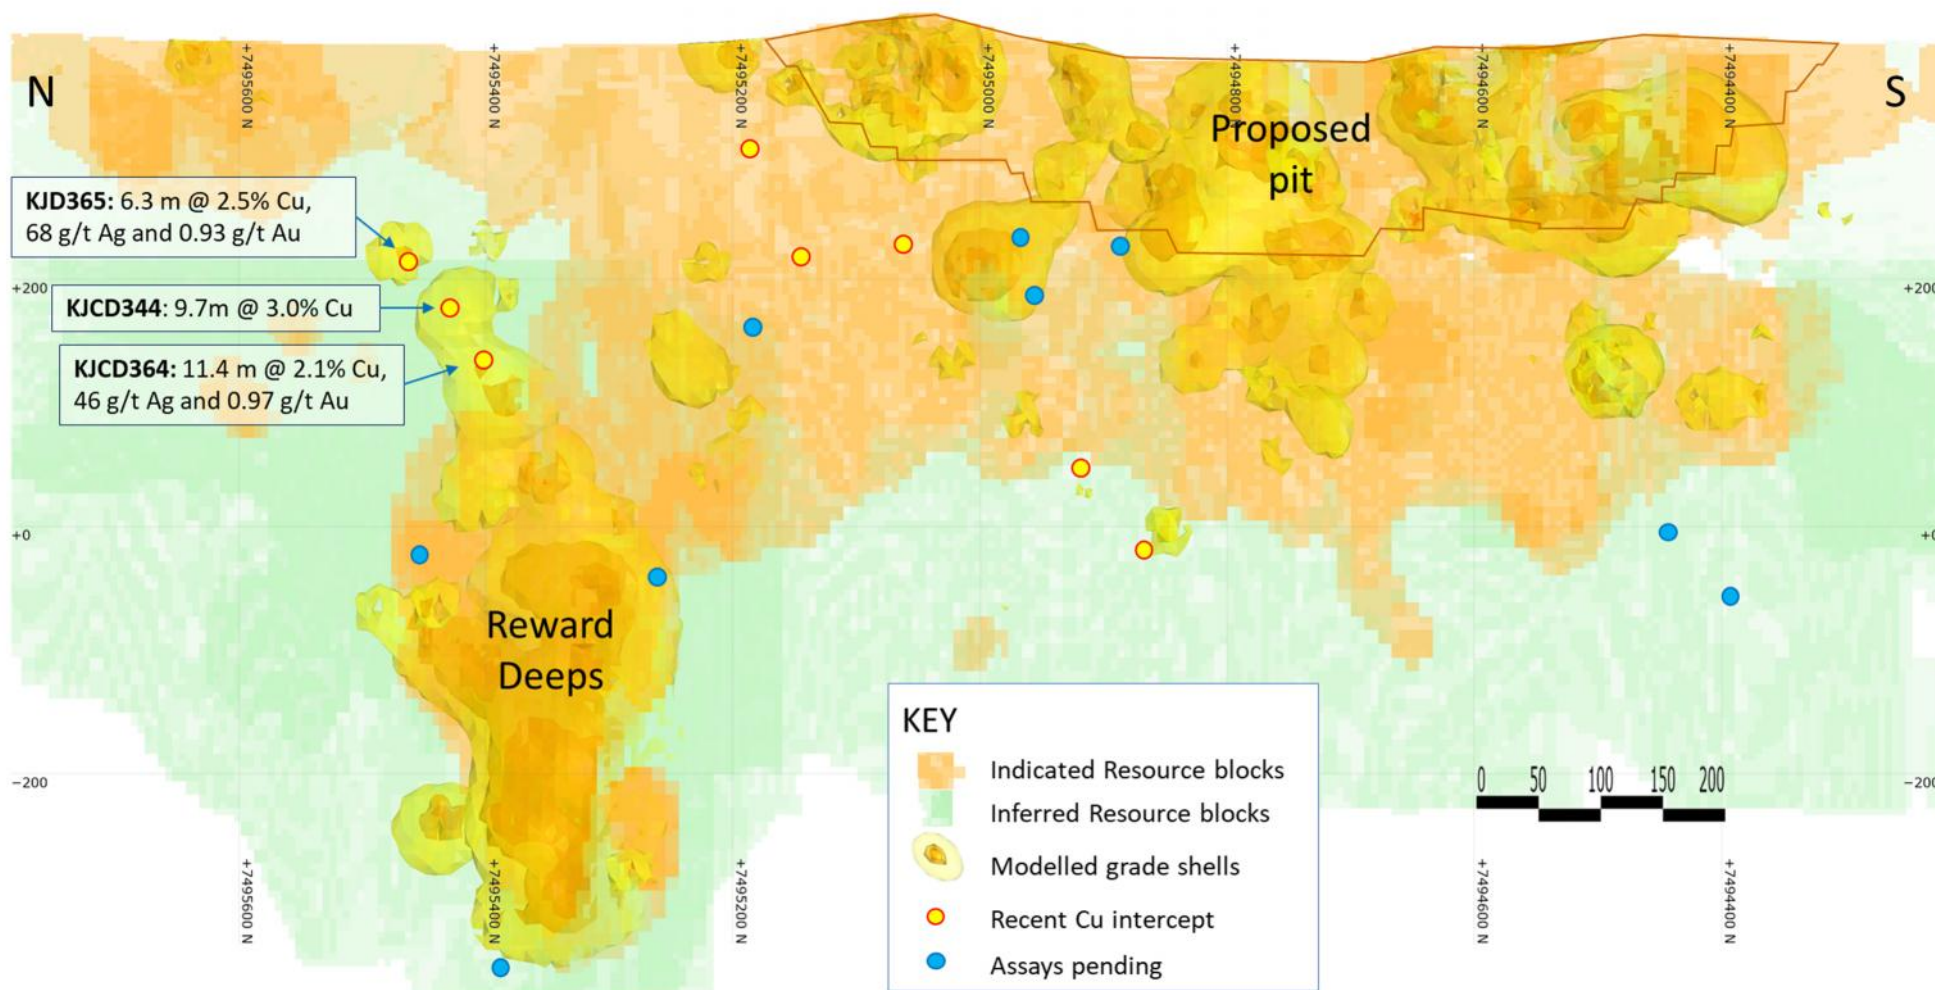 N
S
+7495600 N
+7495400 N
+7495200 N
+7495000 N
+7494800 N
+7494600 N
+7494400 N
Proposed
pit
KJD365: 6.3 m @ 2.5% Cu,
68 g/t Ag and 0.93 g/t Au
+200
+200
KJCD344: 9.7m @ 3.0% Cu
KJCD364: 11.4 m @ 2.1% Cu,
46 g/t Ag and 0.97 g/t Au
+0
+0
Reward
Deeps
−200
−200
KEY
Indicated Resource blocks
Inferred Resource blocks
Modelled grade shells
Recent Cu intercept
Assays pending
0 50 100 150 200
+7495600 N
+7495400 N
+7495200 N
+7494600 N
+7494400 N